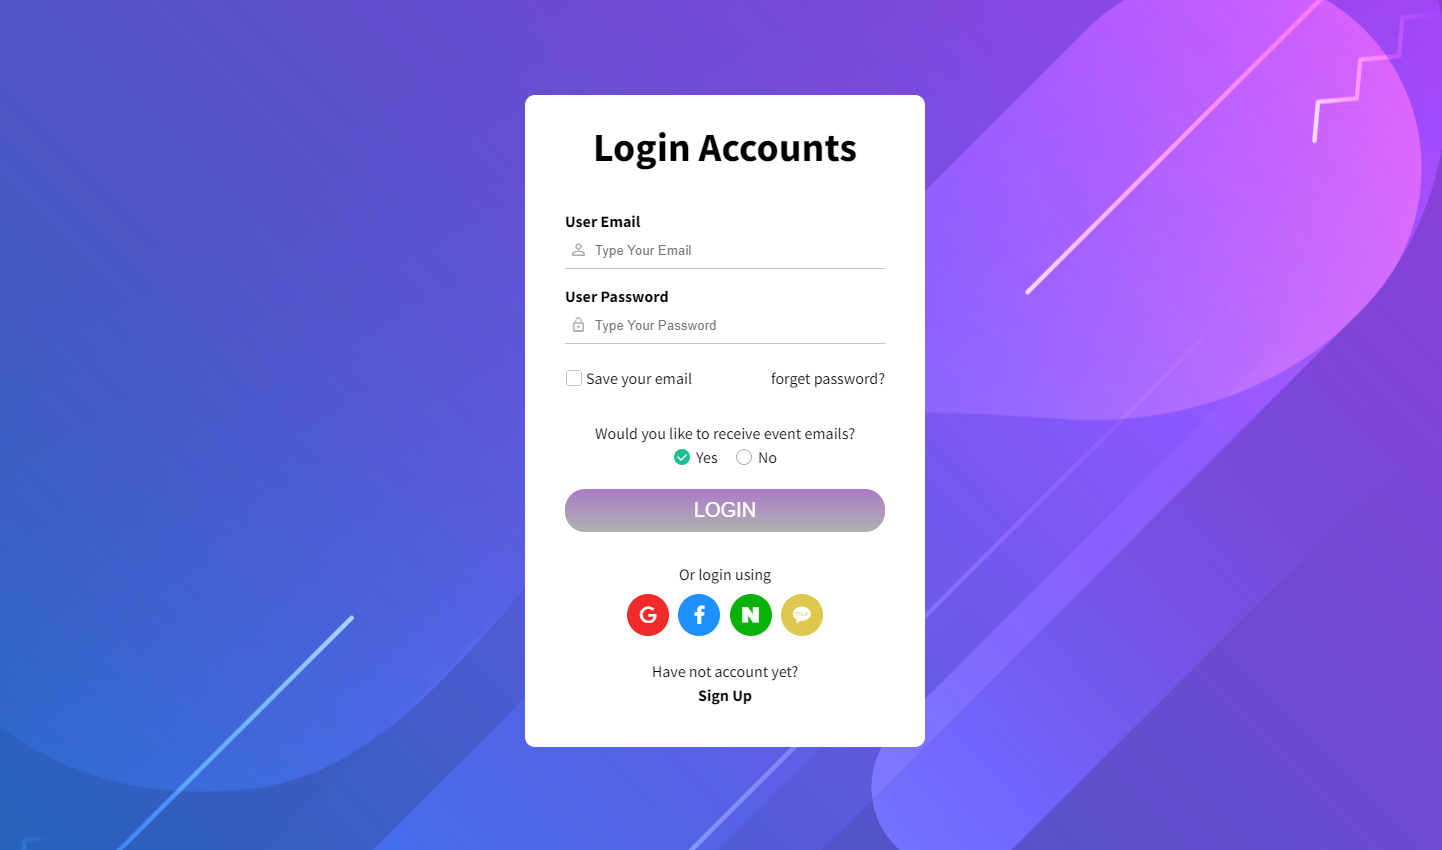 Login Accounts
User Email
Type Your Email
User Password
Type Your Password
Save your email
forget password?
Would you like to receive event emails?
Yes
No
LOGIN
Or login using
G f N TALK
Have not account yet?
Sign Up